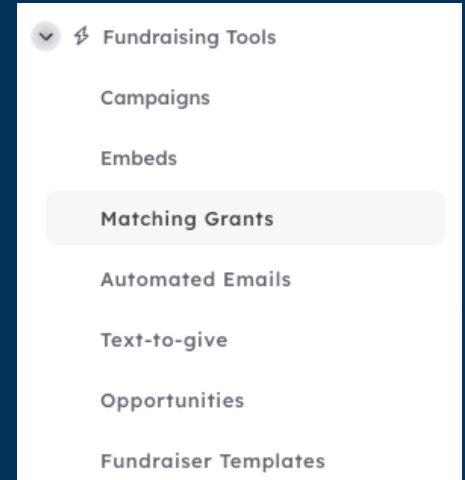 Fundraising Tools
Campaigns
Embeds
Matching Grants
Automated Emails
Text-to-give
Opportunities
Fundraiser Templates